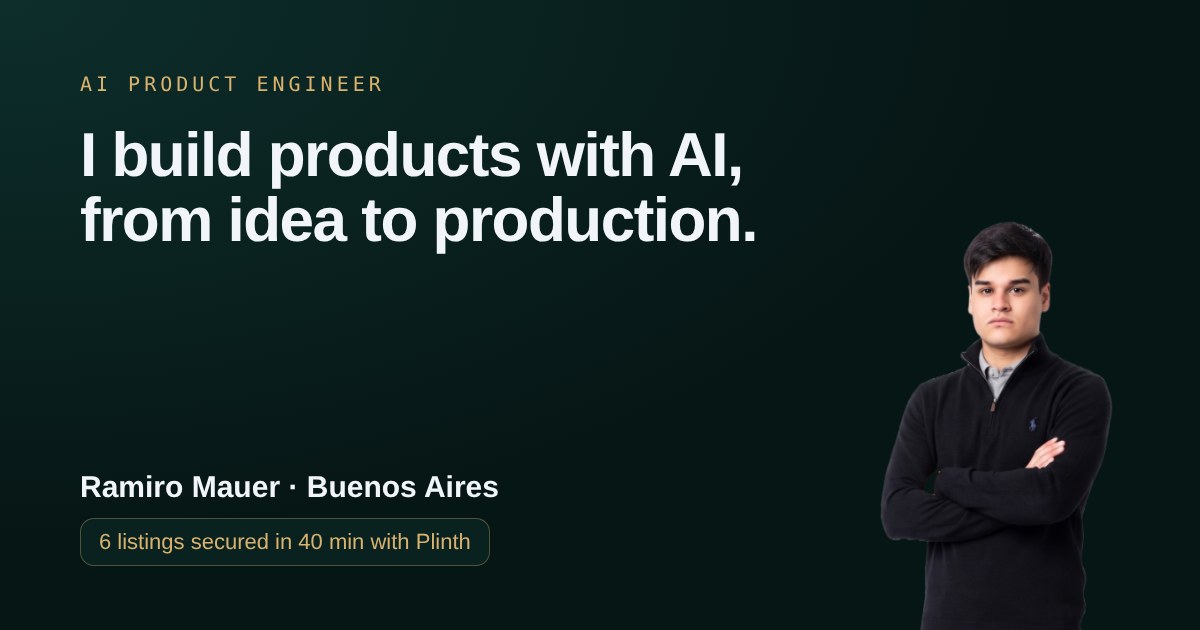 AI PRODUCT ENGINEER
I build products with AI,
from idea to production.
Ramiro Mauer · Buenos Aires
6 listings secured in 40 min with Plinth